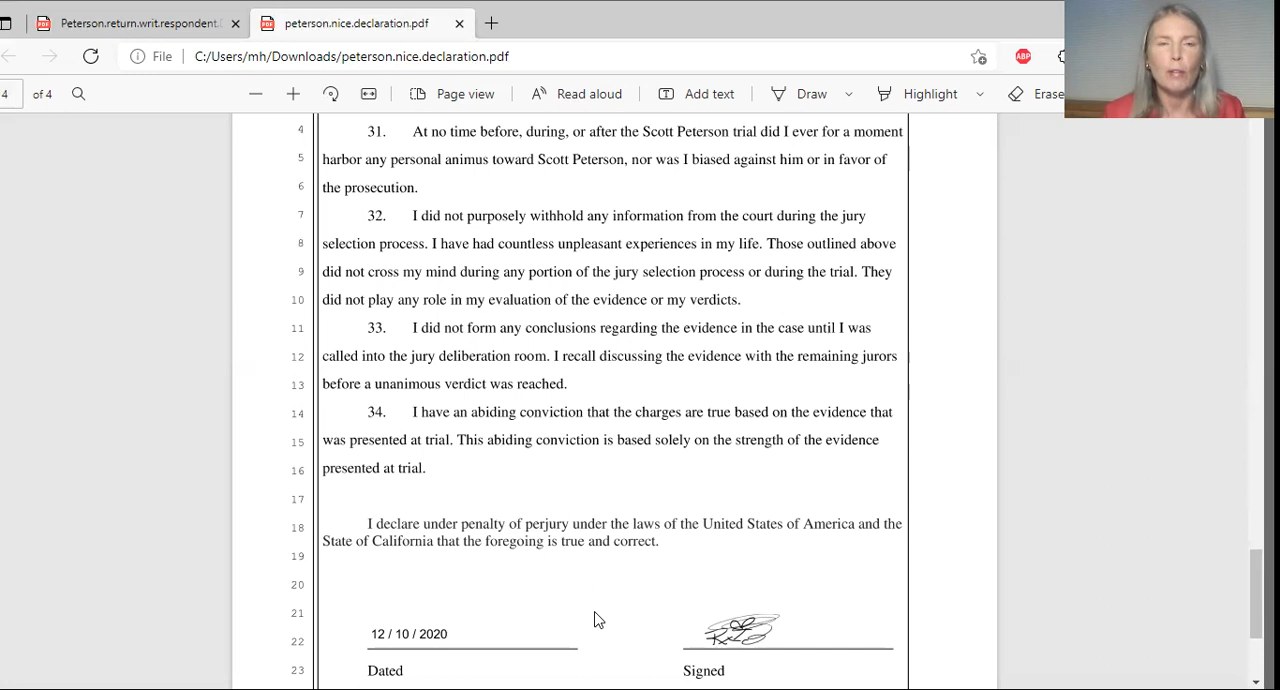 Peterson.return.writ.respondent.
peterson.nice.declaration.pdf
File C:/Users/mh/Downloads/peterson.nice.declaration.pdf
ABP
4 of 4 Page view Read aloud Add text Draw Highlight Erase
4 31. At no time before, during, or after the Scott Peterson trial did I ever for a moment
5 harbor any personal animus toward Scott Peterson, nor was I biased against him or in favor of
6 the prosecution.
7 32. I did not purposely withhold any information from the court during the jury
8 selection process. I have had countless unpleasant experiences in my life. Those outlined above
9 did not cross my mind during any portion of the jury selection process or during the trial. They
10 did not play any role in my evaluation of the evidence or my verdicts.
11 33. I did not form any conclusions regarding the evidence in the case until I was
12 called into the jury deliberation room. I recall discussing the evidence with the remaining jurors
13 before a unanimous verdict was reached.
14 34. I have an abiding conviction that the charges are true based on the evidence that
15 was presented at trial. This abiding conviction is based solely on the strength of the evidence
16 presented at trial.
17
18 I declare under penalty of perjury under the laws of the United States of America and the
State of California that the foregoing is true and correct.
19
20
21
22 12 / 10 / 2020
23 Dated Signed